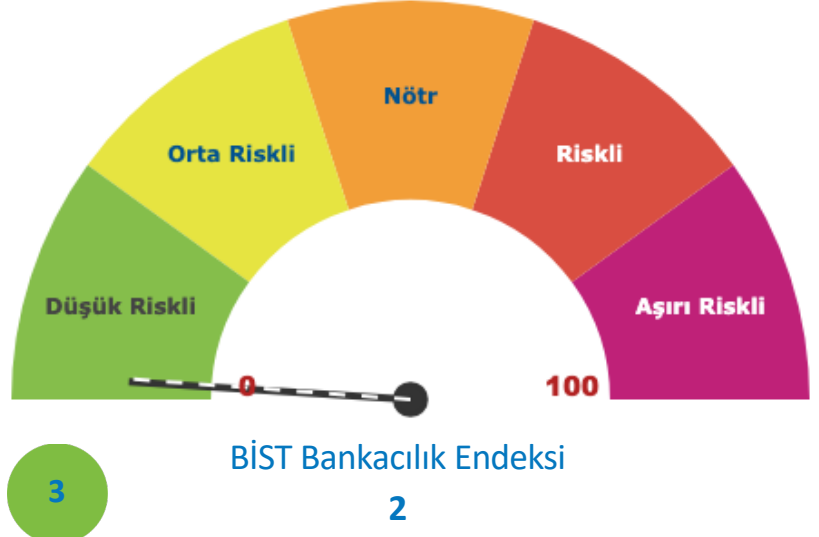 Nötr
Orta Riskli
Riskli
Düşük Riskli
Aşırı Riskli
0
100
BİST Bankacılık Endeksi
3
2